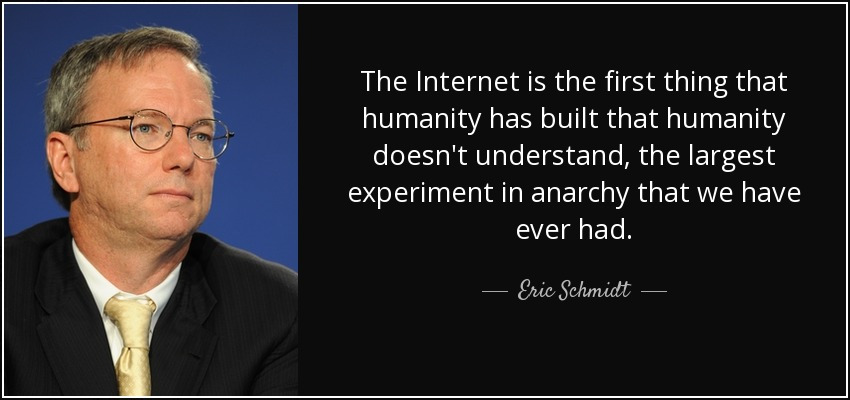 The Internet is the first thing that
humanity has built that humanity
doesn't understand, the largest
experiment in anarchy that we have
ever had.
Eric Schmidt